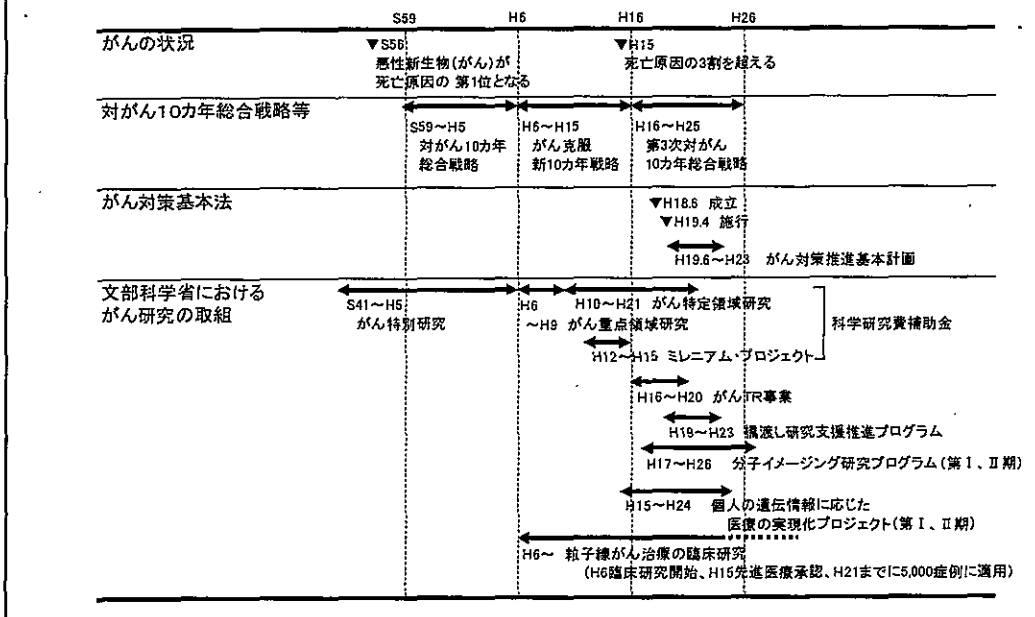 S59 H6 H16 H26
がんの状況
▼S56
悪性新生物(がん)が
死亡原因の 第1位となる
▼H15
死亡原因の3割を超える
対がん10カ年総合戦略等
S59～H5
対がん10カ年
総合戦略
H6～H15
がん克服
新10カ年戦略
H16～H25
第3次対がん
10カ年総合戦略
がん対策基本法
▼H18.6 成立
▼H19.4 施行
H19.6～H23 がん対策推進基本計画
文部科学省における
がん研究の取組
S41～H5
がん特別研究
H6
～H9 がん重点領域研究
H10～H21 がん特定領域研究
H12～H15 ミレニアム・プロジェクト
科学研究費補助金
H16～H20 がんTR事業
H19～H23 橋渡し研究支援推進プログラム
H17～H26 分子イメージング研究プログラム(第Ⅰ、Ⅱ期)
H15～H24 個人の遺伝情報に応じた
医療の実現化プロジェクト(第Ⅰ、Ⅱ期)
H6～ 粒子線がん治療の臨床研究
(H6臨床研究開始、H15先進医療承認、H21までに5,000症例に適用)